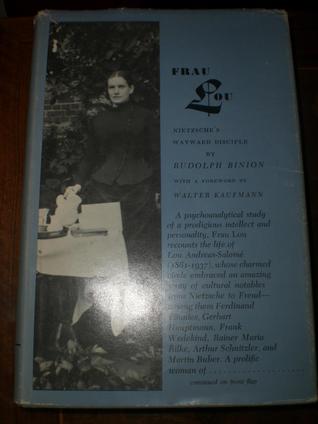 FRAU
LOU
NIETZSCHE'S
WAYWARD DISCIPLE
BY
RUDOLPH BINION
WITH A FOREWORD BY
WALTER KAUFMANN
A psychoanalytical study
of a prodigious intellect and
personality, Frau Lou
recounts the life of
Lou Andreas-Salomé
(1861-1937), whose charmed
circle embraced an amazing
array of cultural notables
from Nietzsche to Freud—
among them Ferdinand
Tönnies, Gerhart
Hauptmann, Frank
Wedekind, Rainer Maria
Rilke, Arthur Schnitzler, and
Martin Buber. A prolific
woman of ......................
continued on front flap